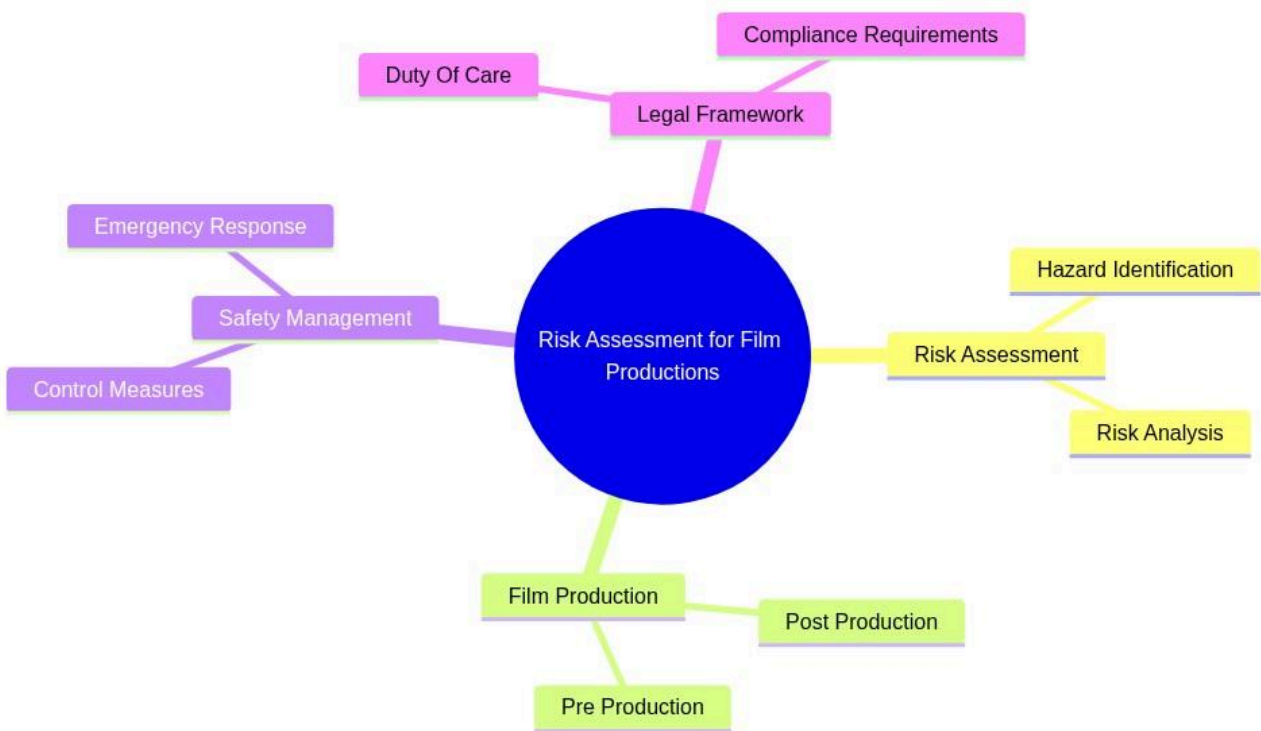 Compliance Requirements
Duty Of Care
Legal Framework
Emergency Response
Safety Management
Control Measures
Risk Assessment for Film
Productions
Hazard Identification
Risk Assessment
Risk Analysis
Film Production
Post Production
Pre Production